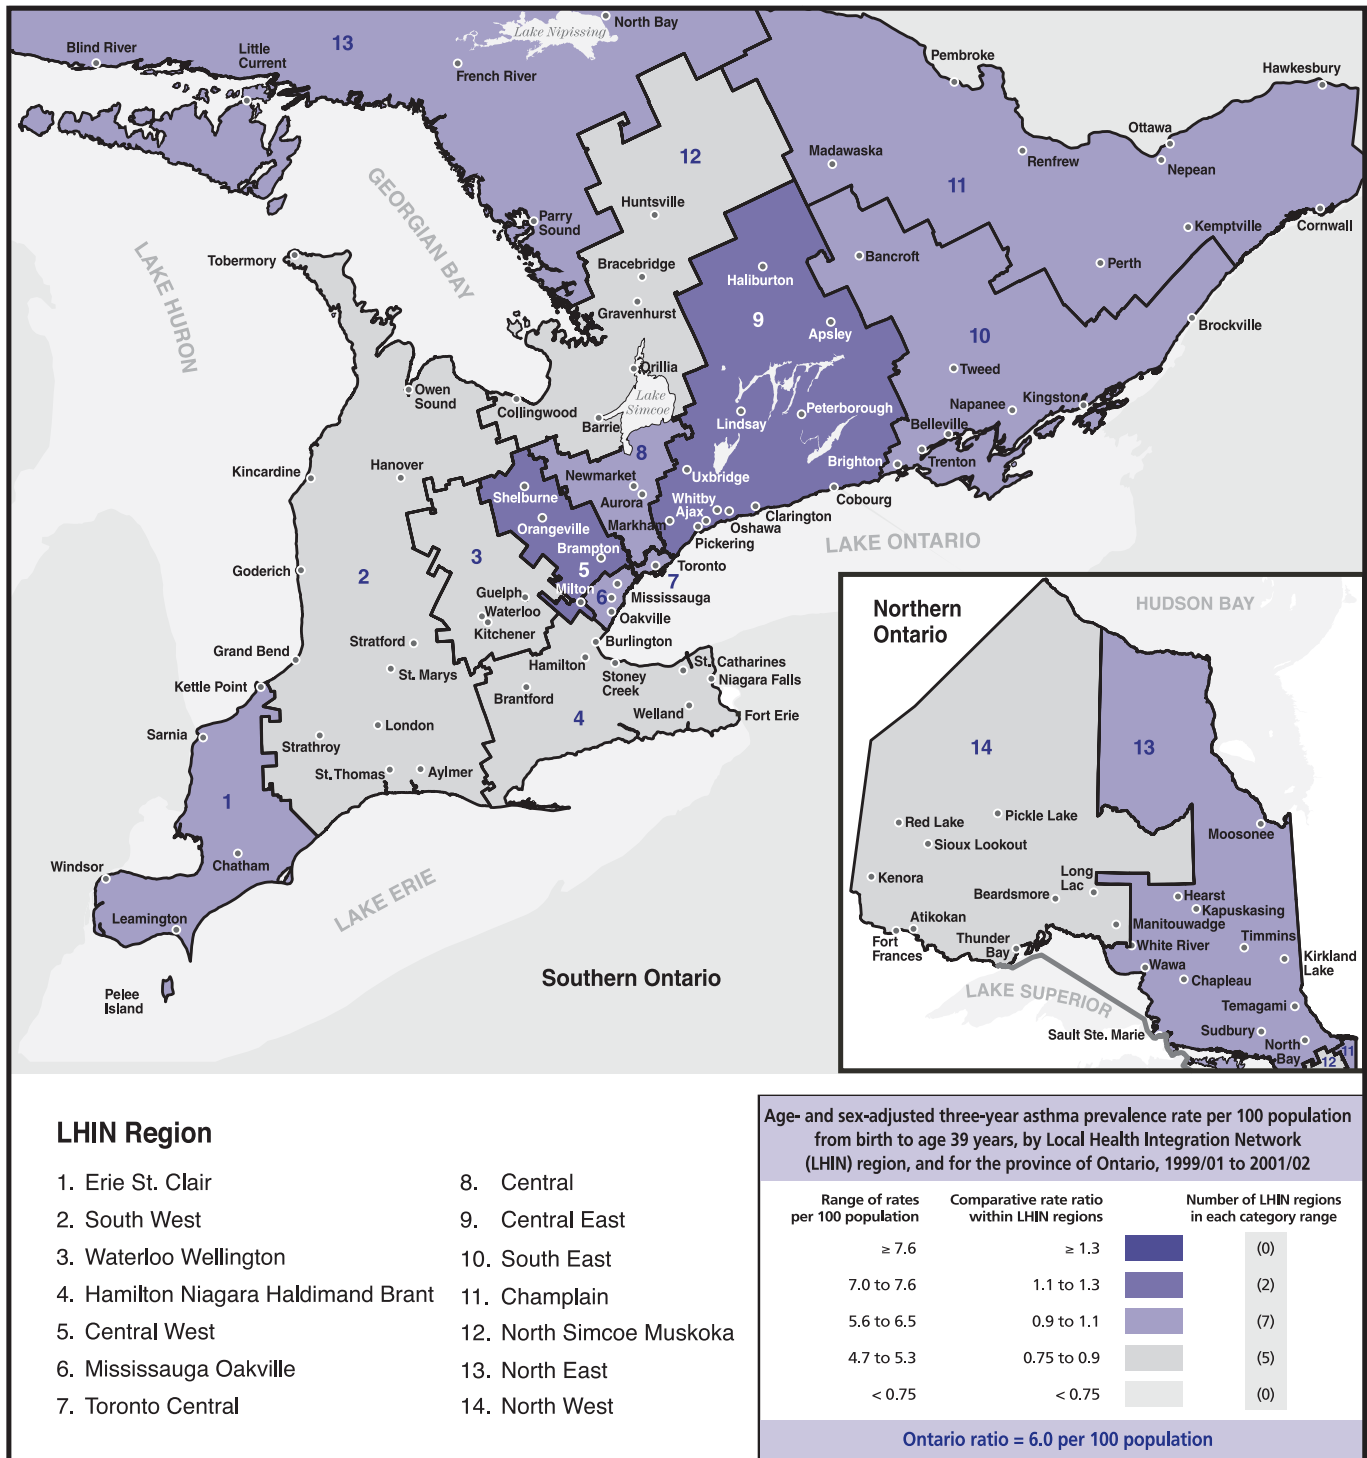 North Bay
Lake Nipissing
13
Blind River
Little
Current
French River
Pembroke
Hawkesbury
Ottawa
Nepean
Renfrew
Madawaska
12
11
GEORGIAN BAY
Huntsville
Parry
Sound
Kemptville
Cornwall
LAKE HURON
Tobermory
Bancroft
Perth
Bracebridge
Haliburton
Gravenhurst
9
Apsley
Brockville
10
Orillia
Tweed
Owen
Sound
Lake
Simcoe
Collingwood
Barrie
Lindsay
Peterborough
Napanee
Kingston
Belleville
8
Kincardine
Hanover
Newmarket
Uxbridge
Brighton
Trenton
Shelburne
Aurora
Whitby
Ajax
Cobourg
Orangeville
Markham
Oshawa
Clarington
Pickering
LAKE ONTARIO
Brampton
Toronto
3
5
7
Goderich
2
Milton
6
Mississauga
Guelph
Waterloo
Kitchener
Oakville
Stratford
Burlington
Grand Bend
St. Marys
Hamilton
Stoney
Creek
St. Catharines
Niagara Falls
Kettle Point
Brantford
Welland
Fort Erie
4
Sarnia
London
Strathroy
St. Thomas
Aylmer
1
Chatham
Windsor
LAKE ERIE
Leamington
Pelee
Island
Southern Ontario
Northern
Ontario
HUDSON BAY
14
13
Red Lake
Pickle Lake
Moosonee
Sioux Lookout
Kenora
Long
Lac
Beardsmore
Hearst
Kapuskasing
Atikokan
Manitouwadge
Fort
Frances
Thunder
Bay
Timmins
White River
Kirkland
Lake
Wawa
Chapleau
LAKE SUPERIOR
Temagami
Sault Ste. Marie
Sudbury
North
Bay
11
12
LHIN Region
1. Erie St. Clair
2. South West
3. Waterloo Wellington
4. Hamilton Niagara Haldimand Brant
5. Central West
6. Mississauga Oakville
7. Toronto Central
8. Central
9. Central East
10. South East
11. Champlain
12. North Simcoe Muskoka
13. North East
14. North West
Age- and sex-adjusted three-year asthma prevalence rate per 100 population
from birth to age 39 years, by Local Health Integration Network
(LHIN) region, and for the province of Ontario, 1999/01 to 2001/02
Range of rates Comparative rate ratio Number of LHIN regions
per 100 population within LHIN regions in each category range
≥ 7.6 ≥ 1.3 (0)
7.0 to 7.6 1.1 to 1.3 (2)
5.6 to 6.5 0.9 to 1.1 (7)
4.7 to 5.3 0.75 to 0.9 (5)
< 0.75 < 0.75 (0)
Ontario ratio = 6.0 per 100 population